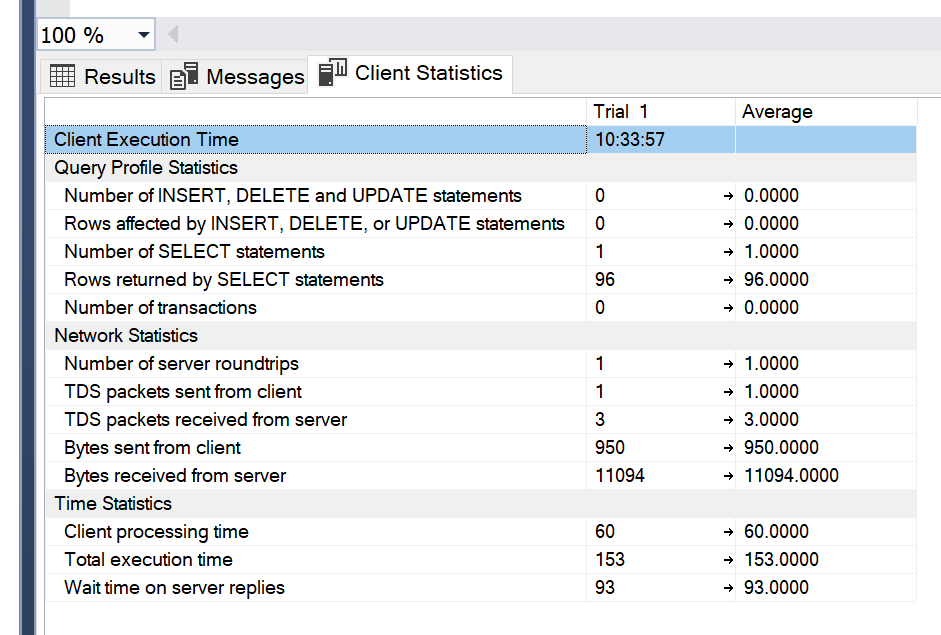 100 %
Results Messages Client Statistics
Trial 1 Average
Client Execution Time 10:33:57
Query Profile Statistics
Number of INSERT, DELETE and UPDATE statements 0 → 0.0000
Rows affected by INSERT, DELETE, or UPDATE statements 0 → 0.0000
Number of SELECT statements 1 → 1.0000
Rows returned by SELECT statements 96 → 96.0000
Number of transactions 0 → 0.0000
Network Statistics
Number of server roundtrips 1 → 1.0000
TDS packets sent from client 1 → 1.0000
TDS packets received from server 3 → 3.0000
Bytes sent from client 950 → 950.0000
Bytes received from server 11094 → 11094.0000
Time Statistics
Client processing time 60 → 60.0000
Total execution time 153 → 153.0000
Wait time on server replies 93 → 93.0000